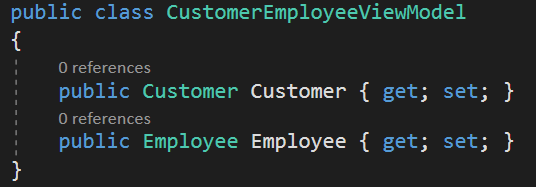 public class CustomerEmployeeViewModel
{
0 references
public Customer Customer { get; set; }
0 references
public Employee Employee { get; set; }
}